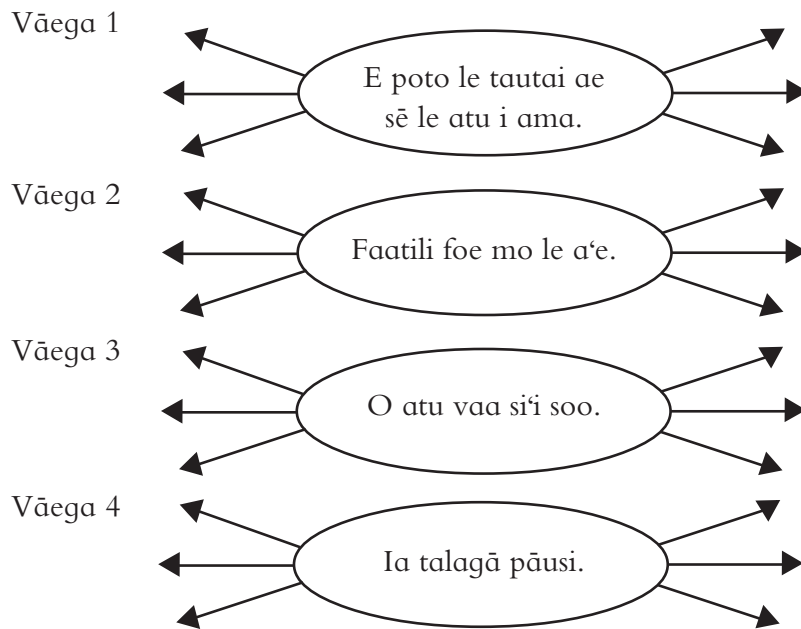 Vāega 1
E poto le tautai ae
sē le atu i ama.
Vāega 2
Faatili foe mo le a‘e.
Vāega 3
O atu vaa si‘i soo.
Vāega 4
Ia talagā pāusi.